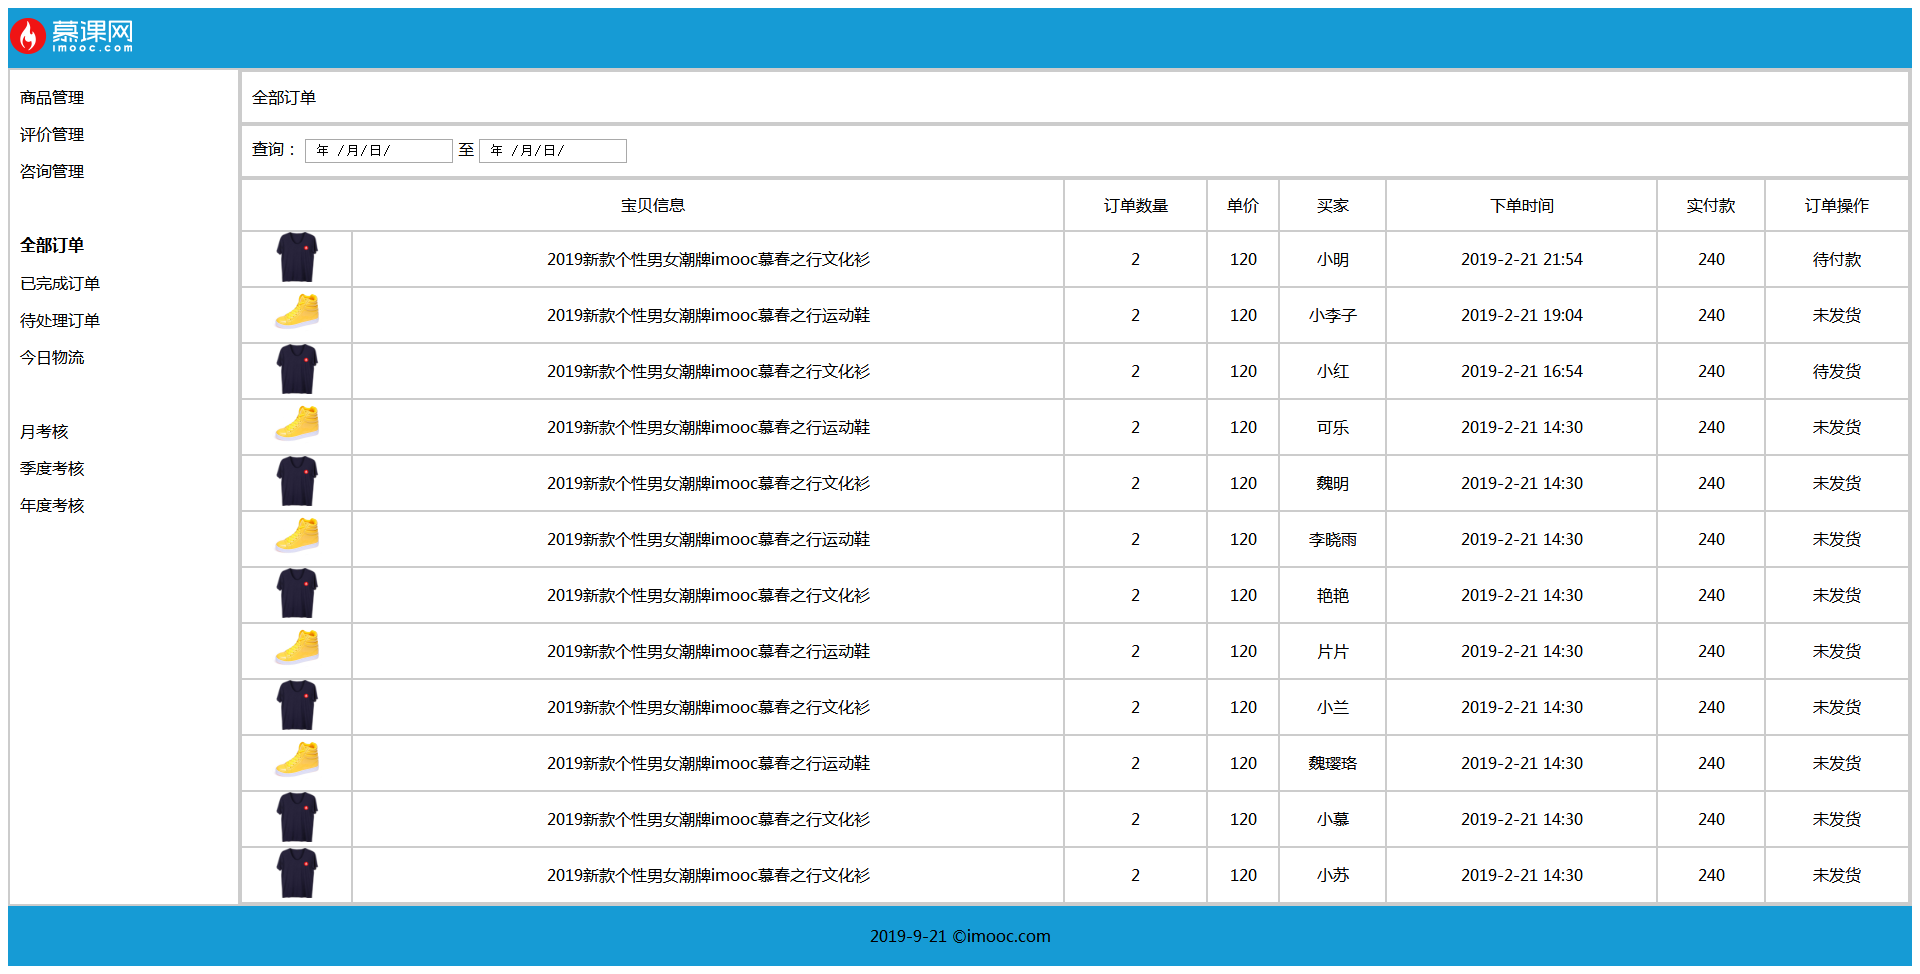 慕课网
imooc.com
商品管理
评价管理
咨询管理
全部订单
已完成订单
待处理订单
今日物流
月考核
季度考核
年度考核
全部订单
查询： 年 /月/日/ 至 年 /月/日/
宝贝信息 订单数量 单价 买家 下单时间 实付款 订单操作
2019新款个性男女潮牌imooc慕春之行文化衫 2 120 小明 2019-2-21 21:54 240 待付款
2019新款个性男女潮牌imooc慕春之行运动鞋 2 120 小李子 2019-2-21 19:04 240 未发货
2019新款个性男女潮牌imooc慕春之行文化衫 2 120 小红 2019-2-21 16:54 240 待发货
2019新款个性男女潮牌imooc慕春之行运动鞋 2 120 可乐 2019-2-21 14:30 240 未发货
2019新款个性男女潮牌imooc慕春之行文化衫 2 120 魏明 2019-2-21 14:30 240 未发货
2019新款个性男女潮牌imooc慕春之行运动鞋 2 120 李晓雨 2019-2-21 14:30 240 未发货
2019新款个性男女潮牌imooc慕春之行文化衫 2 120 艳艳 2019-2-21 14:30 240 未发货
2019新款个性男女潮牌imooc慕春之行运动鞋 2 120 片片 2019-2-21 14:30 240 未发货
2019新款个性男女潮牌imooc慕春之行文化衫 2 120 小兰 2019-2-21 14:30 240 未发货
2019新款个性男女潮牌imooc慕春之行运动鞋 2 120 魏璎珞 2019-2-21 14:30 240 未发货
2019新款个性男女潮牌imooc慕春之行文化衫 2 120 小慕 2019-2-21 14:30 240 未发货
2019新款个性男女潮牌imooc慕春之行文化衫 2 120 小苏 2019-2-21 14:30 240 未发货
2019-9-21 ©imooc.com